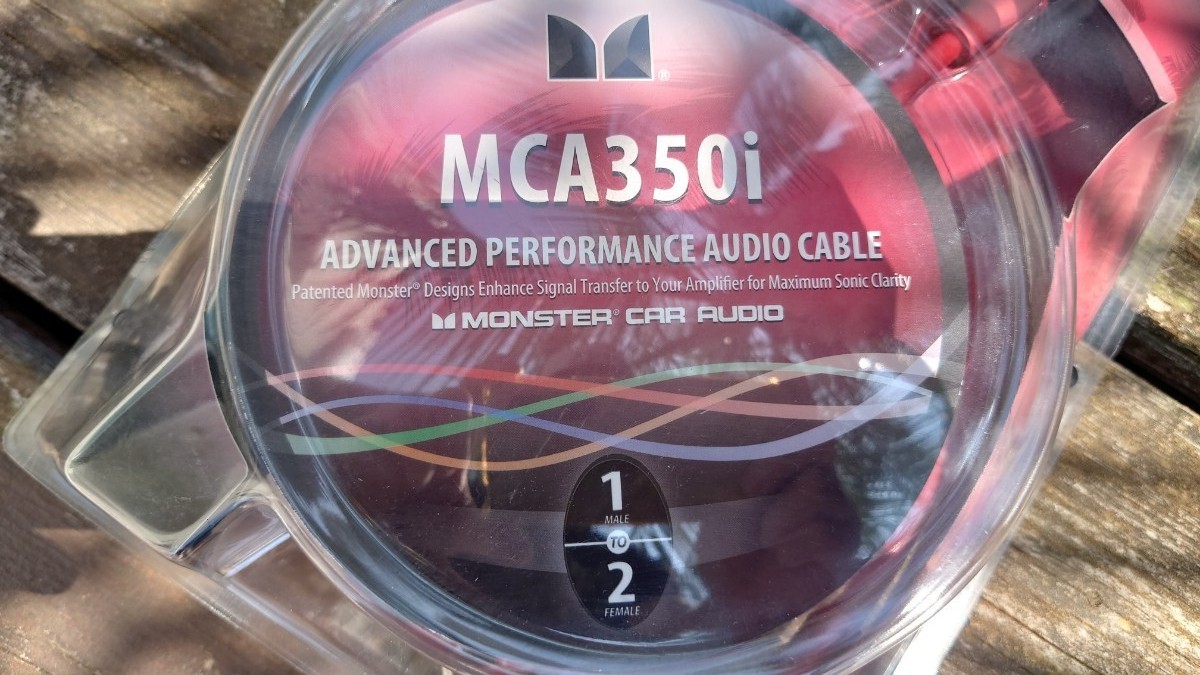 ®
MCA350i
ADVANCED PERFORMANCE AUDIO CABLE
Patented Monster® Designs Enhance Signal Transfer to Your Amplifier for Maximum Sonic Clarity
MONSTER® CAR AUDIO
1
MALE
TO
2
FEMALE